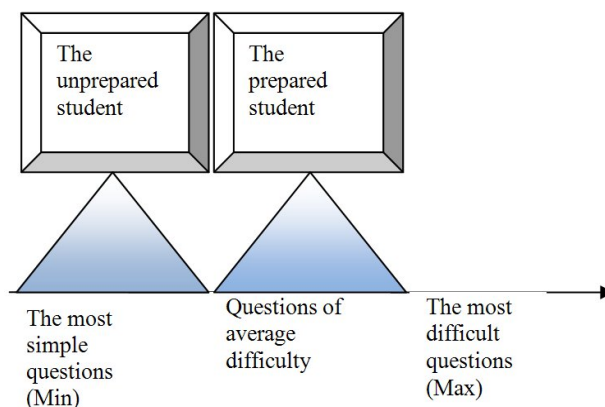 The
unprepared
student
The
prepared
student
The most
simple
questions
(Min)
Questions of
average
difficulty
The most
difficult
questions
(Max)